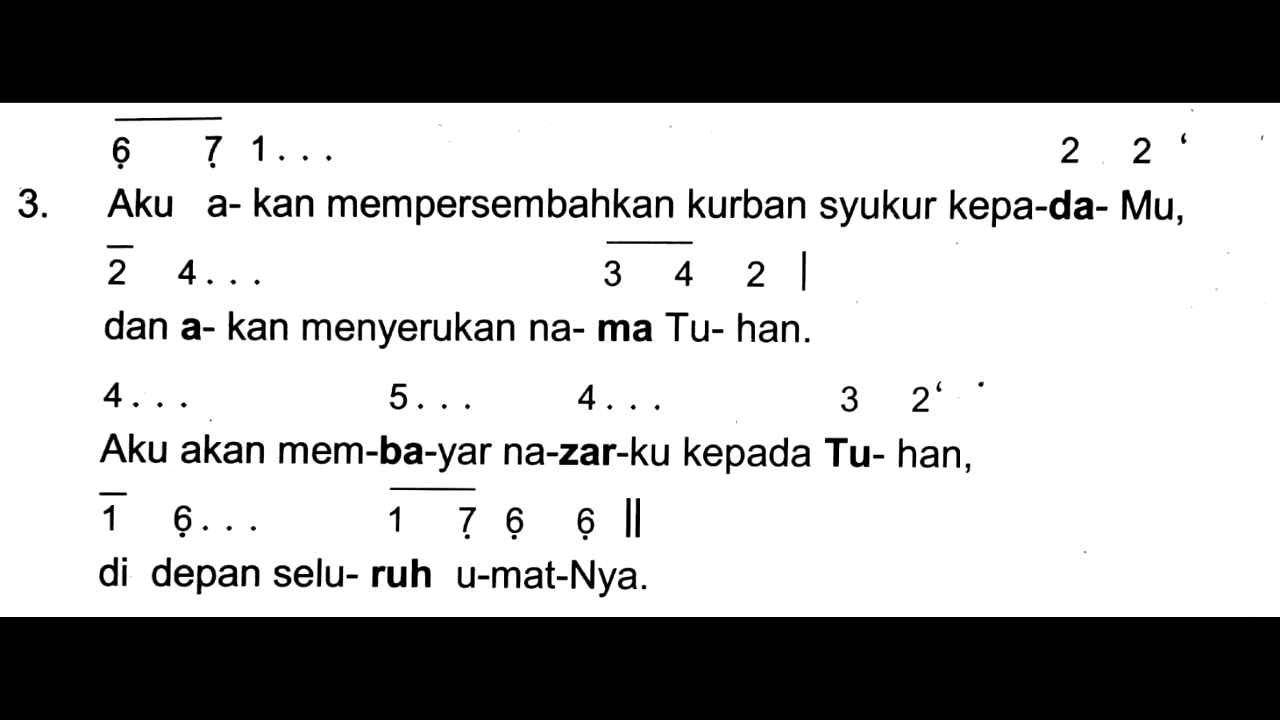 6̣ 7̣ 1 . . . 2 2 ‘
3. Aku a- kan mempersembahkan kurban syukur kepa-da- Mu,
2 4 . . . 3 4 2 |
dan a- kan menyerukan na- ma Tu- han.
4 . . . 5 . . . 4 . . . 3 2‘
Aku akan mem-ba-yar na-zar-ku kepada Tu- han,
1 6̣ . . . 1 7̣ 6̣ 6̣ ||
di depan selu- ruh u-mat-Nya.